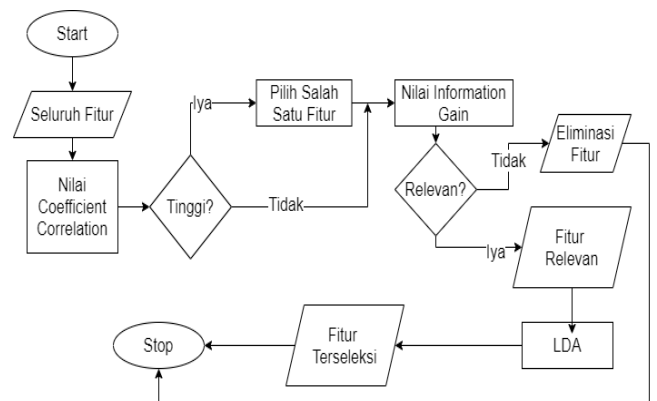 Start
Seluruh Fitur
Nilai
Coefficient
Correlation
Tinggi?
Iya
Pilih Salah
Satu Fitur
Tidak
Nilai Information
Gain
Relevan?
Tidak
Eliminasi
Fitur
Iya
Fitur
Relevan
LDA
Fitur
Terseleksi
Stop